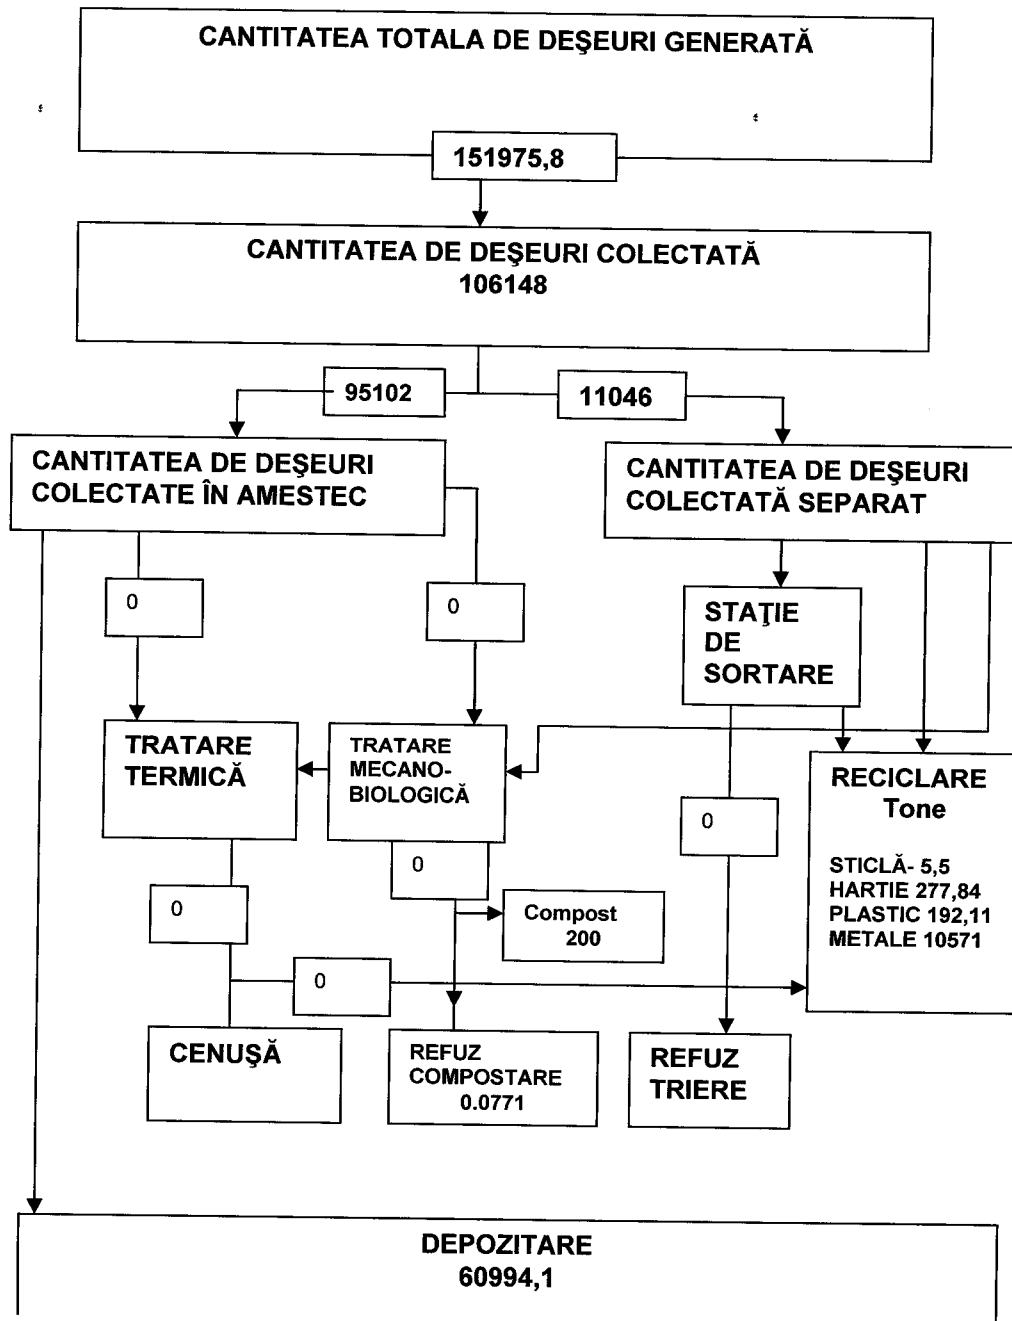 CANTITATEA TOTALA DE DEŞEURI GENERATĂ
151975,8
CANTITATEA DE DEŞEURI COLECTATĂ
106148
95102
11046
CANTITATEA DE DEŞEURI
COLECTATE ÎN AMESTEC
CANTITATEA DE DEŞEURI
COLECTATĂ SEPARAT
0
0
STAŢIE
DE
SORTARE
TRATARE
TERMICĂ
TRATARE
MECANO-
BIOLOGICĂ
RECICLARE
Tone
STICLĂ- 5,5
HARTIE 277,84
PLASTIC 192,11
METALE 10571
0
0
0
Compost
200
0
CENUŞĂ
REFUZ
COMPOSTARE
0.0771
REFUZ
TRIERE
DEPOZITARE
60994,1